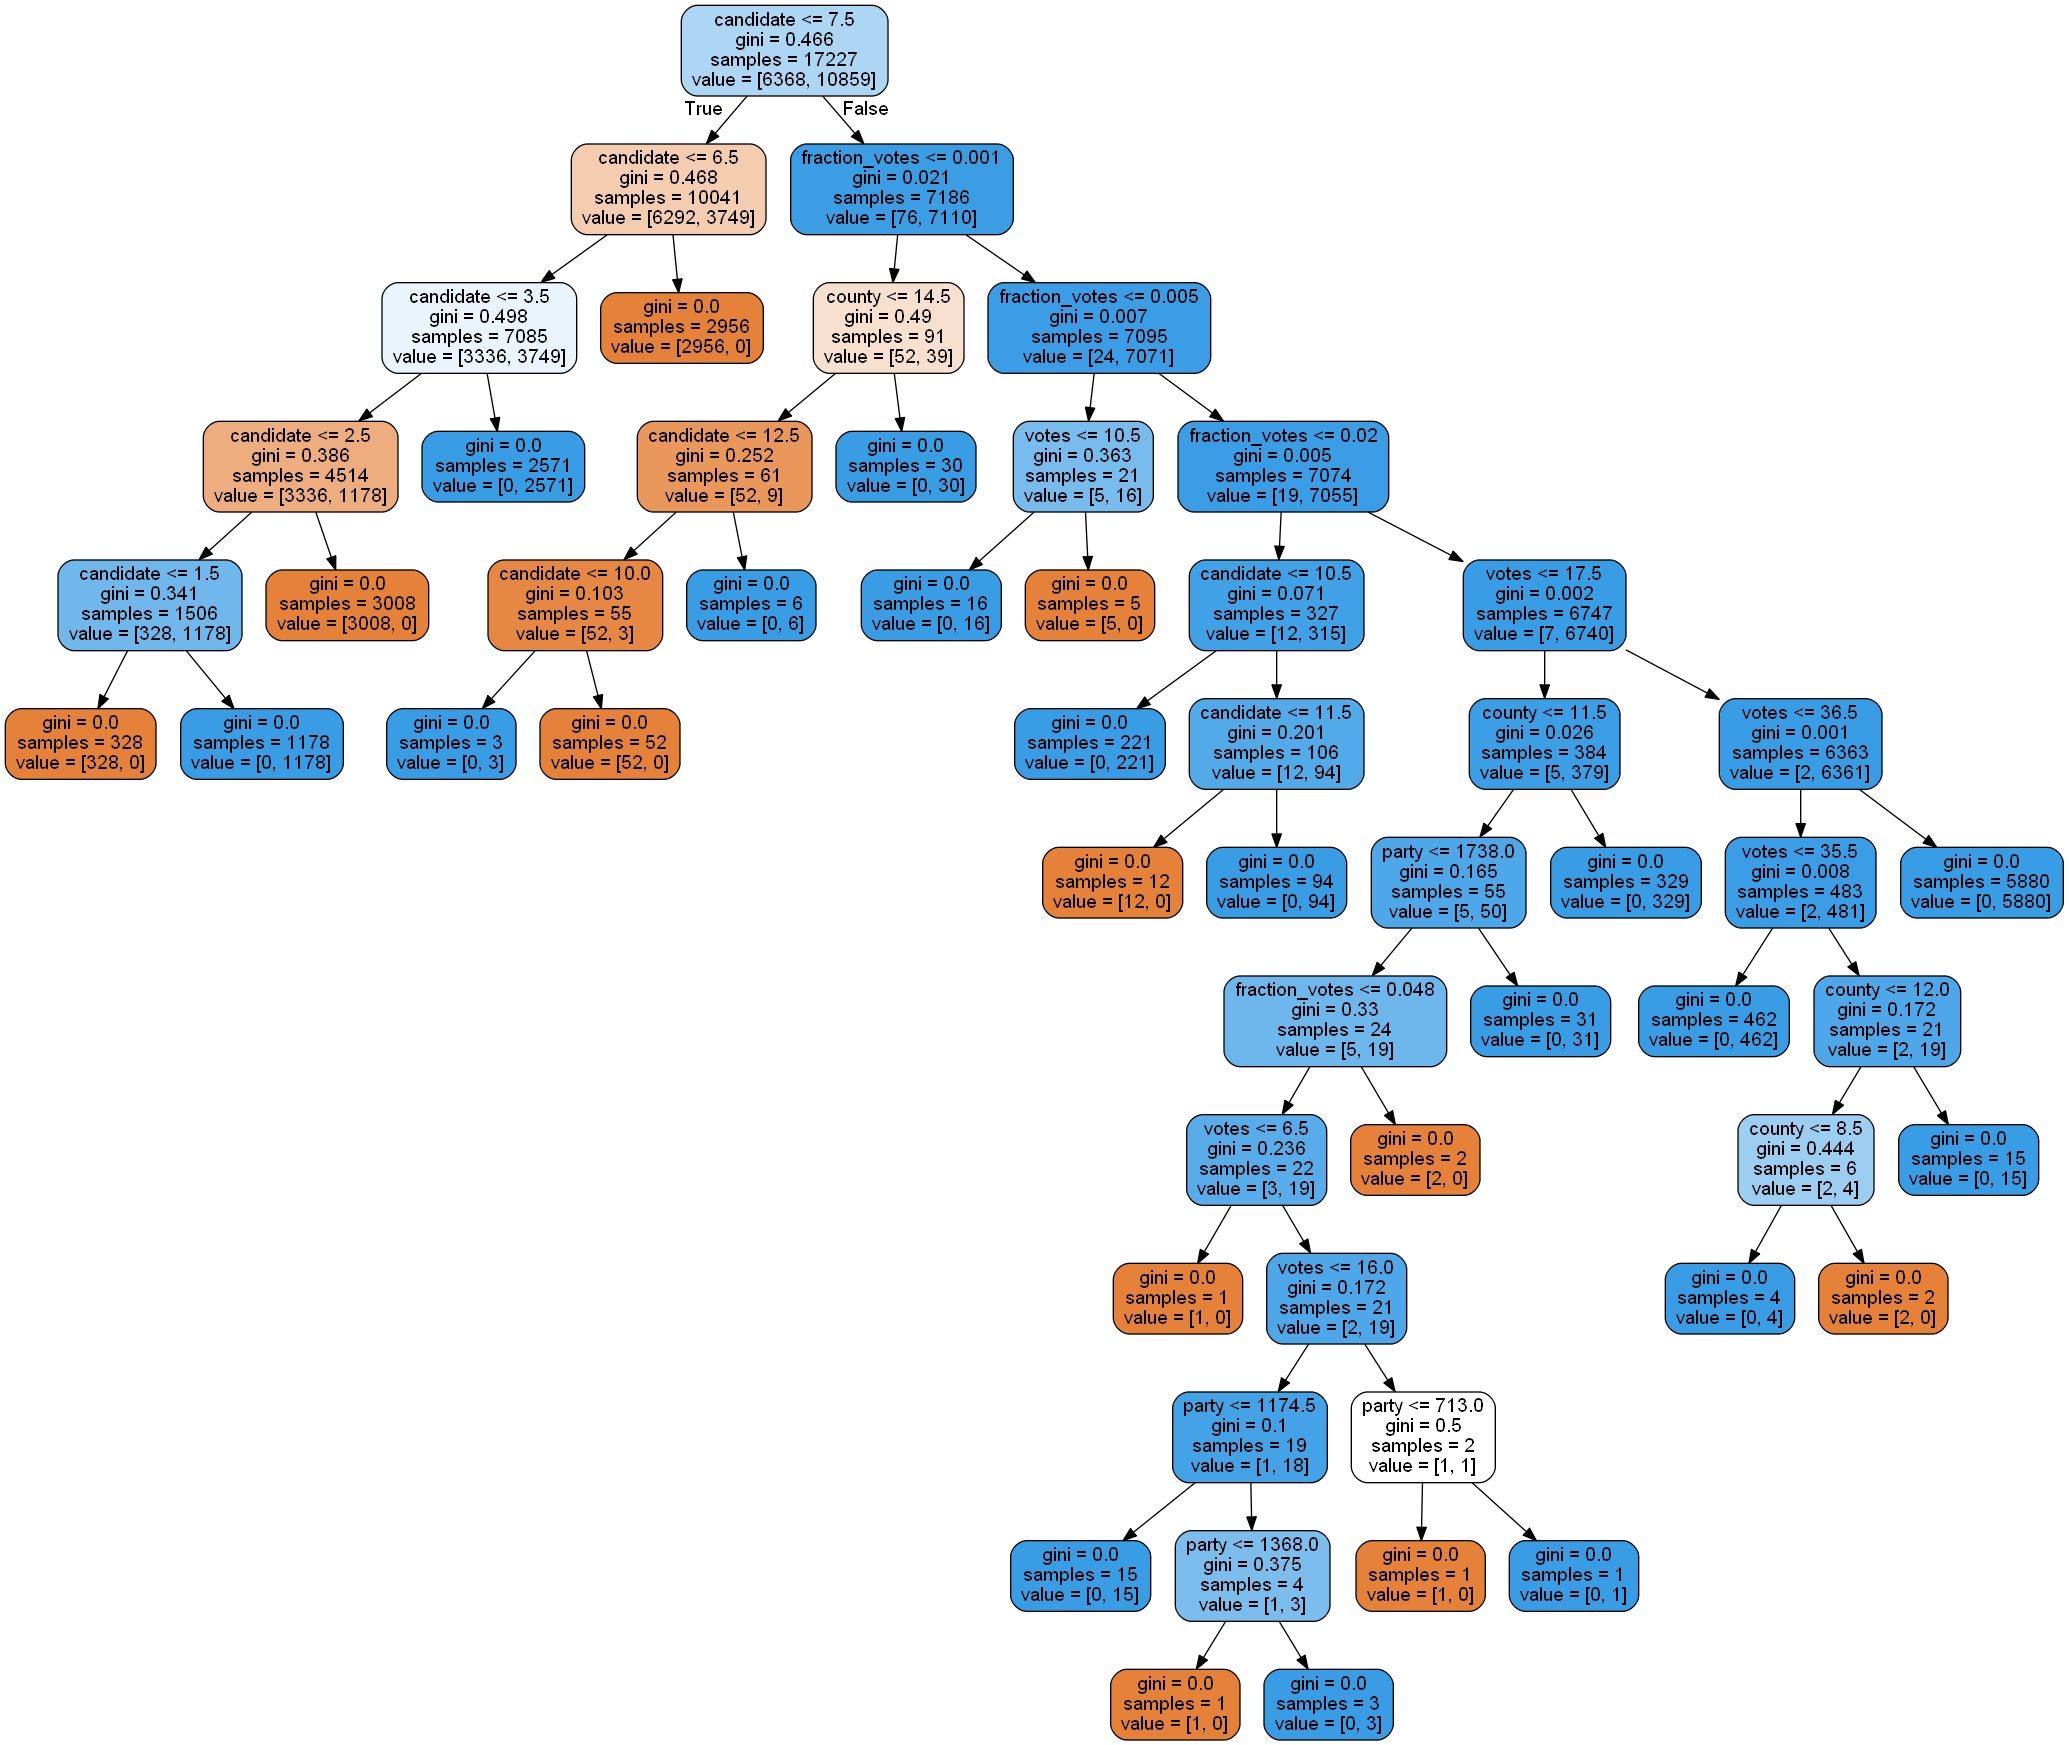 candidate <= 7.5
gini = 0.466
samples = 17227
value = [6368, 10859]
True
False
candidate <= 6.5
gini = 0.468
samples = 10041
value = [6292, 3749]
fraction_votes <= 0.001
gini = 0.021
samples = 7186
value = [76, 7110]
candidate <= 3.5
gini = 0.498
samples = 7085
value = [3336, 3749]
gini = 0.0
samples = 2956
value = [2956, 0]
county <= 14.5
gini = 0.49
samples = 91
value = [52, 39]
fraction_votes <= 0.005
gini = 0.007
samples = 7095
value = [24, 7071]
candidate <= 2.5
gini = 0.386
samples = 4514
value = [3336, 1178]
gini = 0.0
samples = 2571
value = [0, 2571]
candidate <= 12.5
gini = 0.252
samples = 61
value = [52, 9]
gini = 0.0
samples = 30
value = [0, 30]
votes <= 10.5
gini = 0.363
samples = 21
value = [5, 16]
fraction_votes <= 0.02
gini = 0.005
samples = 7074
value = [19, 7055]
candidate <= 1.5
gini = 0.341
samples = 1506
value = [328, 1178]
gini = 0.0
samples = 3008
value = [3008, 0]
candidate <= 10.0
gini = 0.103
samples = 55
value = [52, 3]
gini = 0.0
samples = 6
value = [0, 6]
gini = 0.0
samples = 16
value = [0, 16]
gini = 0.0
samples = 5
value = [5, 0]
candidate <= 10.5
gini = 0.071
samples = 327
value = [12, 315]
votes <= 17.5
gini = 0.002
samples = 6747
value = [7, 6740]
gini = 0.0
samples = 328
value = [328, 0]
gini = 0.0
samples = 1178
value = [0, 1178]
gini = 0.0
samples = 3
value = [0, 3]
gini = 0.0
samples = 52
value = [52, 0]
gini = 0.0
samples = 221
value = [0, 221]
candidate <= 11.5
gini = 0.201
samples = 106
value = [12, 94]
county <= 11.5
gini = 0.026
samples = 384
value = [5, 379]
votes <= 36.5
gini = 0.001
samples = 6363
value = [2, 6361]
gini = 0.0
samples = 12
value = [12, 0]
gini = 0.0
samples = 94
value = [0, 94]
party <= 1738.0
gini = 0.165
samples = 55
value = [5, 50]
gini = 0.0
samples = 329
value = [0, 329]
votes <= 35.5
gini = 0.008
samples = 483
value = [2, 481]
gini = 0.0
samples = 5880
value = [0, 5880]
fraction_votes <= 0.048
gini = 0.33
samples = 24
value = [5, 19]
gini = 0.0
samples = 31
value = [0, 31]
gini = 0.0
samples = 462
value = [0, 462]
county <= 12.0
gini = 0.172
samples = 21
value = [2, 19]
votes <= 6.5
gini = 0.236
samples = 22
value = [3, 19]
gini = 0.0
samples = 2
value = [2, 0]
county <= 8.5
gini = 0.444
samples = 6
value = [2, 4]
gini = 0.0
samples = 15
value = [0, 15]
gini = 0.0
samples = 1
value = [1, 0]
votes <= 16.0
gini = 0.172
samples = 21
value = [2, 19]
gini = 0.0
samples = 4
value = [0, 4]
gini = 0.0
samples = 2
value = [2, 0]
party <= 1174.5
gini = 0.1
samples = 19
value = [1, 18]
party <= 713.0
gini = 0.5
samples = 2
value = [1, 1]
gini = 0.0
samples = 15
value = [0, 15]
party <= 1368.0
gini = 0.375
samples = 4
value = [1, 3]
gini = 0.0
samples = 1
value = [1, 0]
gini = 0.0
samples = 1
value = [0, 1]
gini = 0.0
samples = 1
value = [1, 0]
gini = 0.0
samples = 3
value = [0, 3]